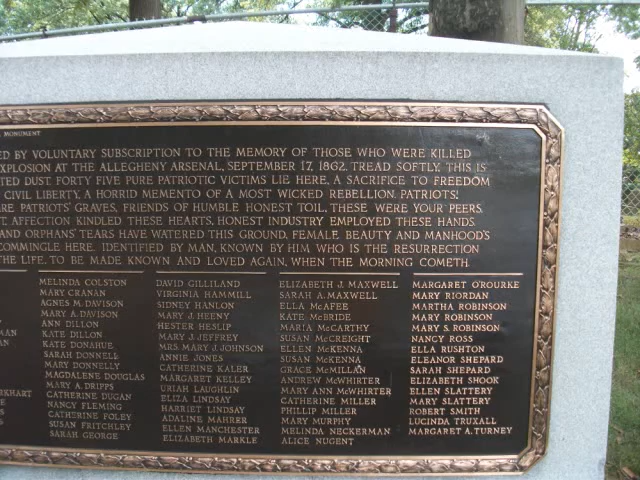 MONUMENT
ED BY VOLUNTARY SUBSCRIPTION TO THE MEMORY OF THOSE WHO WERE KILLED
EXPLOSION AT THE ALLEGHENY ARSENAL, SEPTEMBER 17, 1862. TREAD SOFTLY. THIS IS
TED DUST. FORTY FIVE PURE PATRIOTIC VICTIMS LIE HERE, A SACRIFICE TO FREEDOM
CIVIL LIBERTY, A HORRID MEMENTO OF A MOST WICKED REBELLION. PATRIOTS!
RE PATRIOTS' GRAVES, FRIENDS OF HUMBLE HONEST TOIL, THESE WERE YOUR PEERS.
T AFFECTION KINDLED THESE HEARTS, HONEST INDUSTRY EMPLOYED THESE HANDS.
AND ORPHANS' TEARS HAVE WATERED THIS GROUND, FEMALE BEAUTY AND MANHOOD'S
COMMINGLE HERE. IDENTIFIED BY MAN, KNOWN BY HIM WHO IS THE RESURRECTION
THE LIFE, TO BE MADE KNOWN AND LOVED AGAIN, WHEN THE MORNING COMETH
MAN
AN
RKHART
MELINDA COLSTON
MARY CRANAN
AGNES M. DAVISON
MARY A. DAVISON
ANN DILLON
KATE DILLON
KATE DONAHUE
SARAH DONNELL
MARY DONNELLY
MAGDALENE DOUGLAS
MARY A. DRIPPS
CATHERINE DUGAN
NANCY FLEMING
CATHERINE FOLEY
SUSAN FRITCHLEY
SARAH GEORGE
DAVID GILLILAND
VIRGINIA HAMMILL
SIDNEY HANLON
MARY J. HEENY
HESTER HESLIP
MARY J. JEFFREY
MRS. MARY J. JOHNSON
ANNIE JONES
CATHERINE KALER
MARGARET KELLEY
URIAH LAUGHLIN
ELIZA LINDSAY
HARRIET LINDSAY
ADALINE MAHRER
ELLEN MANCHESTER
ELIZABETH MARKLE
ELIZABETH J. MAXWELL
SARAH A. MAXWELL
ELLA McAFEE
KATE McBRIDE
MARIA McCARTHY
SUSAN McCREIGHT
ELLEN McKENNA
SUSAN McKENNA
GRACE McMILLAN
ANDREW McWHIRTER
MARY ANN McWHIRTER
CATHERINE MILLER
PHILLIP MILLER
MARY MURPHY
MELINDA NECKERMAN
ALICE NUGENT
MARGARET O'ROURKE
MARY RIORDAN
MARTHA ROBINSON
MARY ROBINSON
MARY S. ROBINSON
NANCY ROSS
ELLA RUSHTON
ELEANOR SHEPARD
SARAH SHEPARD
ELIZABETH SHOOK
ELLEN SLATTERY
MARY SLATTERY
ROBERT SMITH
LUCINDA TRUXALL
MARGARET A. TURNEY